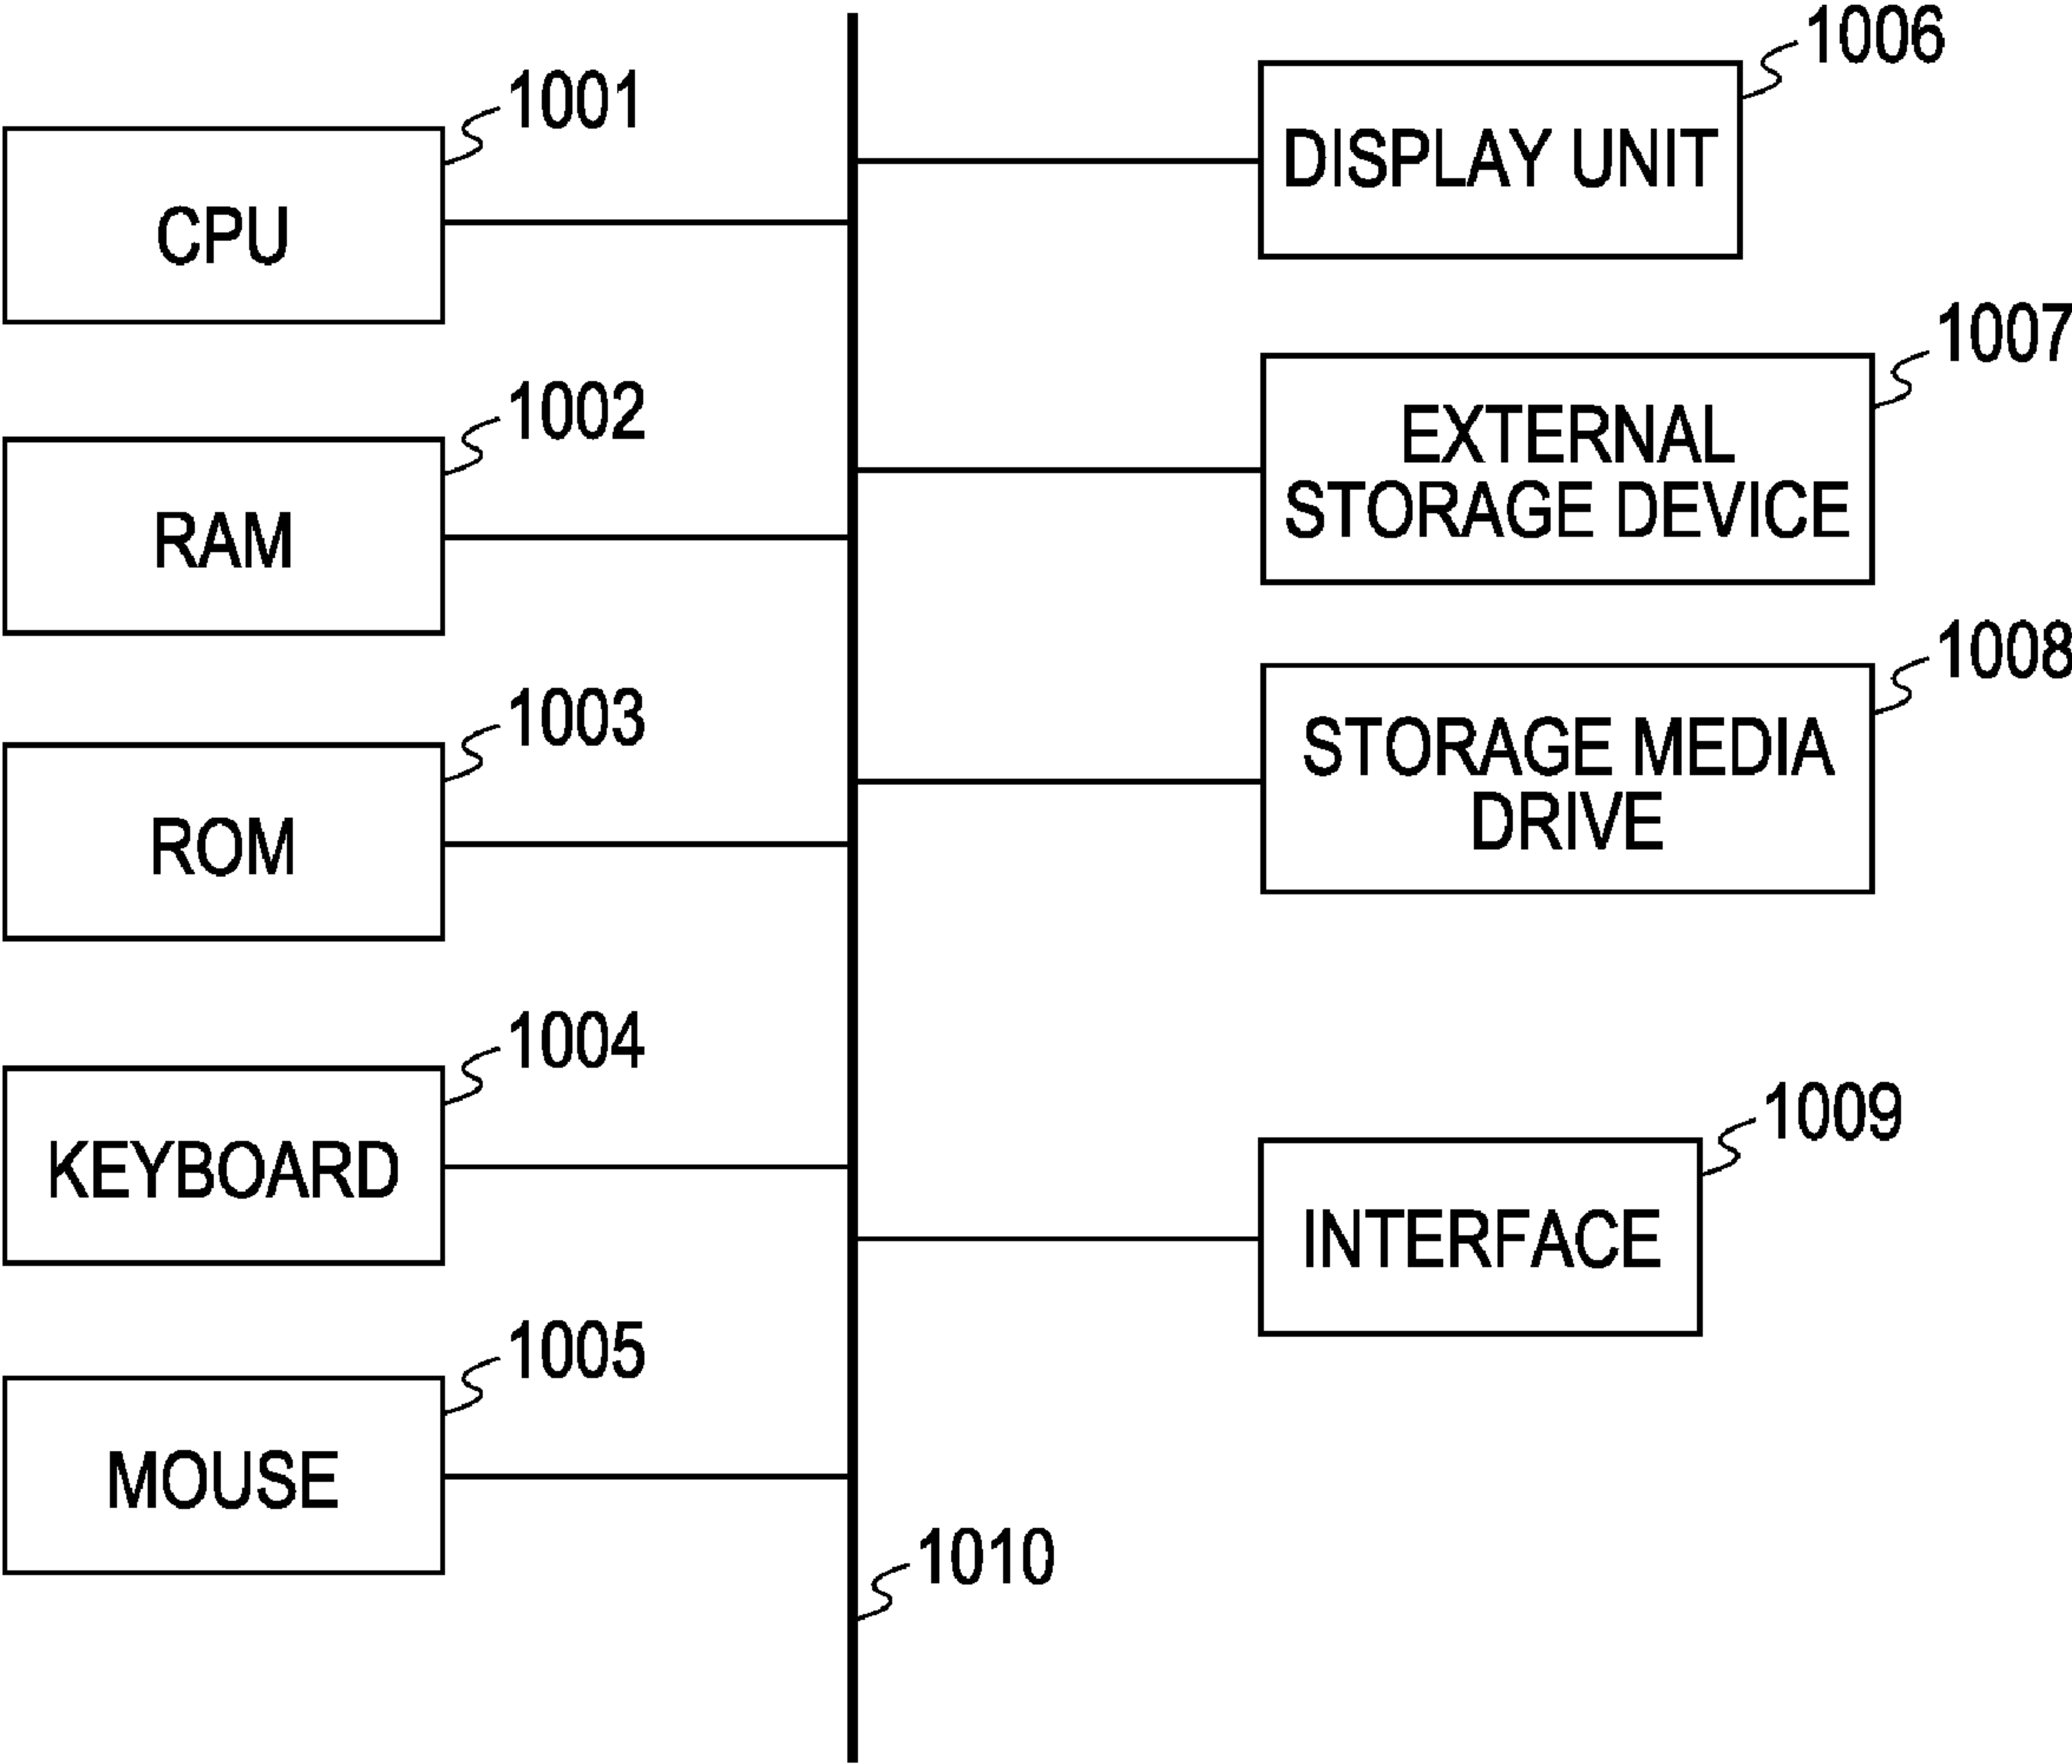 1001
CPU
1002
RAM
1003
ROM
1004
KEYBOARD
1005
MOUSE
1006
DISPLAY UNIT
1007
EXTERNAL
STORAGE DEVICE
1008
STORAGE MEDIA
DRIVE
1009
INTERFACE
1010